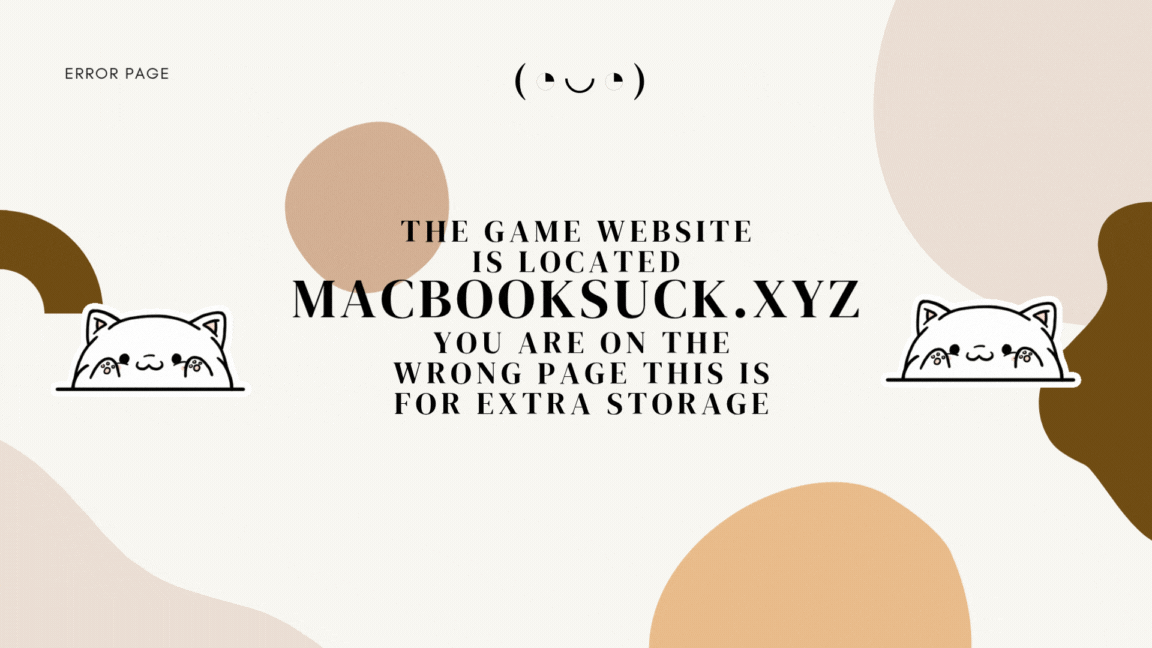 ERROR PAGE
THE GAME WEBSITE
IS LOCATED
MACBOOKSUCK.XYZ
YOU ARE ON THE
WRONG PAGE THIS IS
FOR EXTRA STORAGE